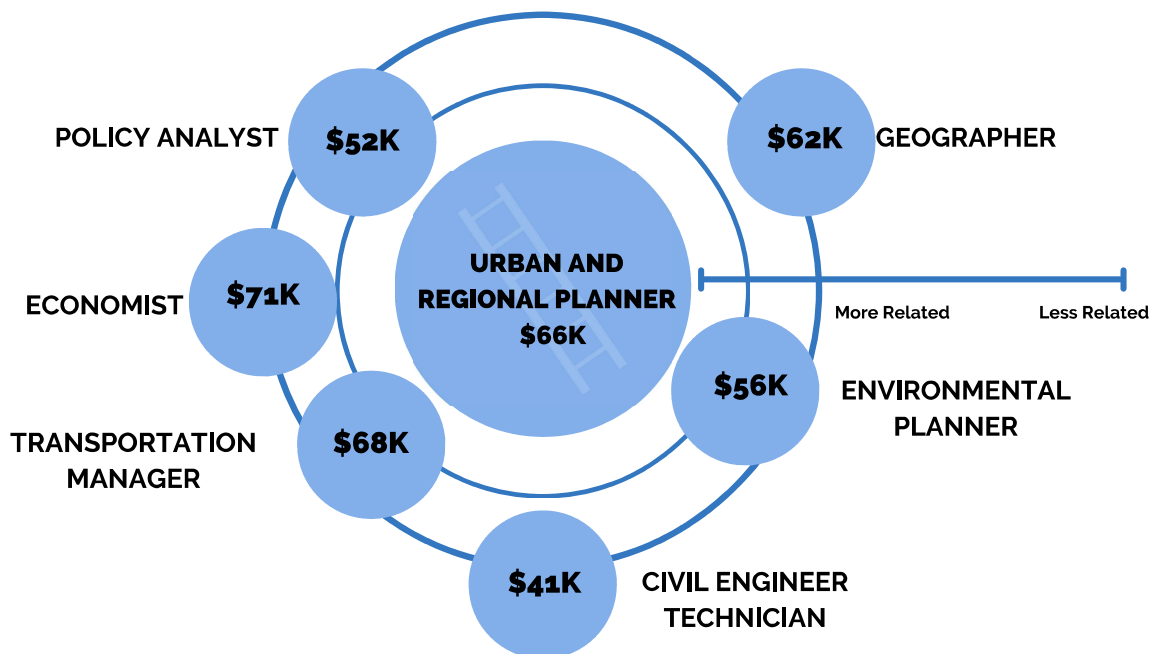 POLICY ANALYST
$52K
$62K
GEOGRAPHER
URBAN AND
REGIONAL PLANNER
$66K
ECONOMIST
$71K
More Related
Less Related
$56K
ENVIRONMENTAL
PLANNER
TRANSPORTATION
MANAGER
$68K
$41K
CIVIL ENGINEER
TECHNICIAN